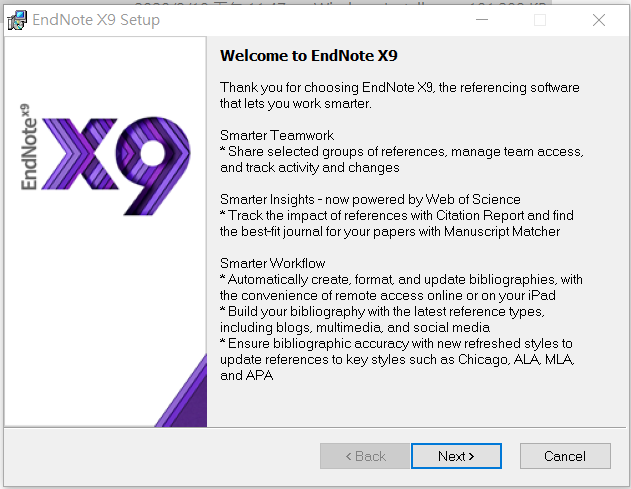 EndNote X9 Setup
Welcome to EndNote X9
Thank you for choosing EndNote X9, the referencing software
that lets you work smarter.
Smarter Teamwork
* Share selected groups of references, manage team access,
and track activity and changes
Smarter Insights - now powered by Web of Science
* Track the impact of references with Citation Report and find
the best-fit journal for your papers with Manuscript Matcher
Smarter Workflow
* Automatically create, format, and update bibliographies, with
the convenience of remote access online or on your iPad
* Build your bibliography with the latest reference types,
including blogs, multimedia, and social media
* Ensure bibliographic accuracy with new refreshed styles to
update references to key styles such as Chicago, ALA, MLA,
and APA
EndNote X9
X9
< Back
Next >
Cancel